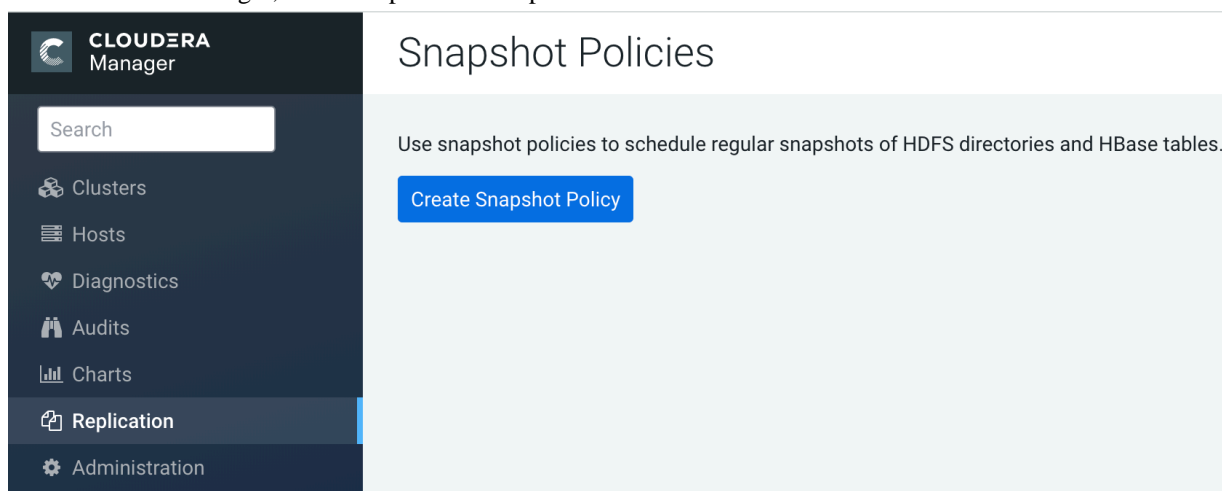 CLOUDERA
Manager
Search
Clusters
Hosts
Diagnostics
Audits
Charts
Replication
Administration
Snapshot Policies
Use snapshot policies to schedule regular snapshots of HDFS directories and HBase tables.
Create Snapshot Policy